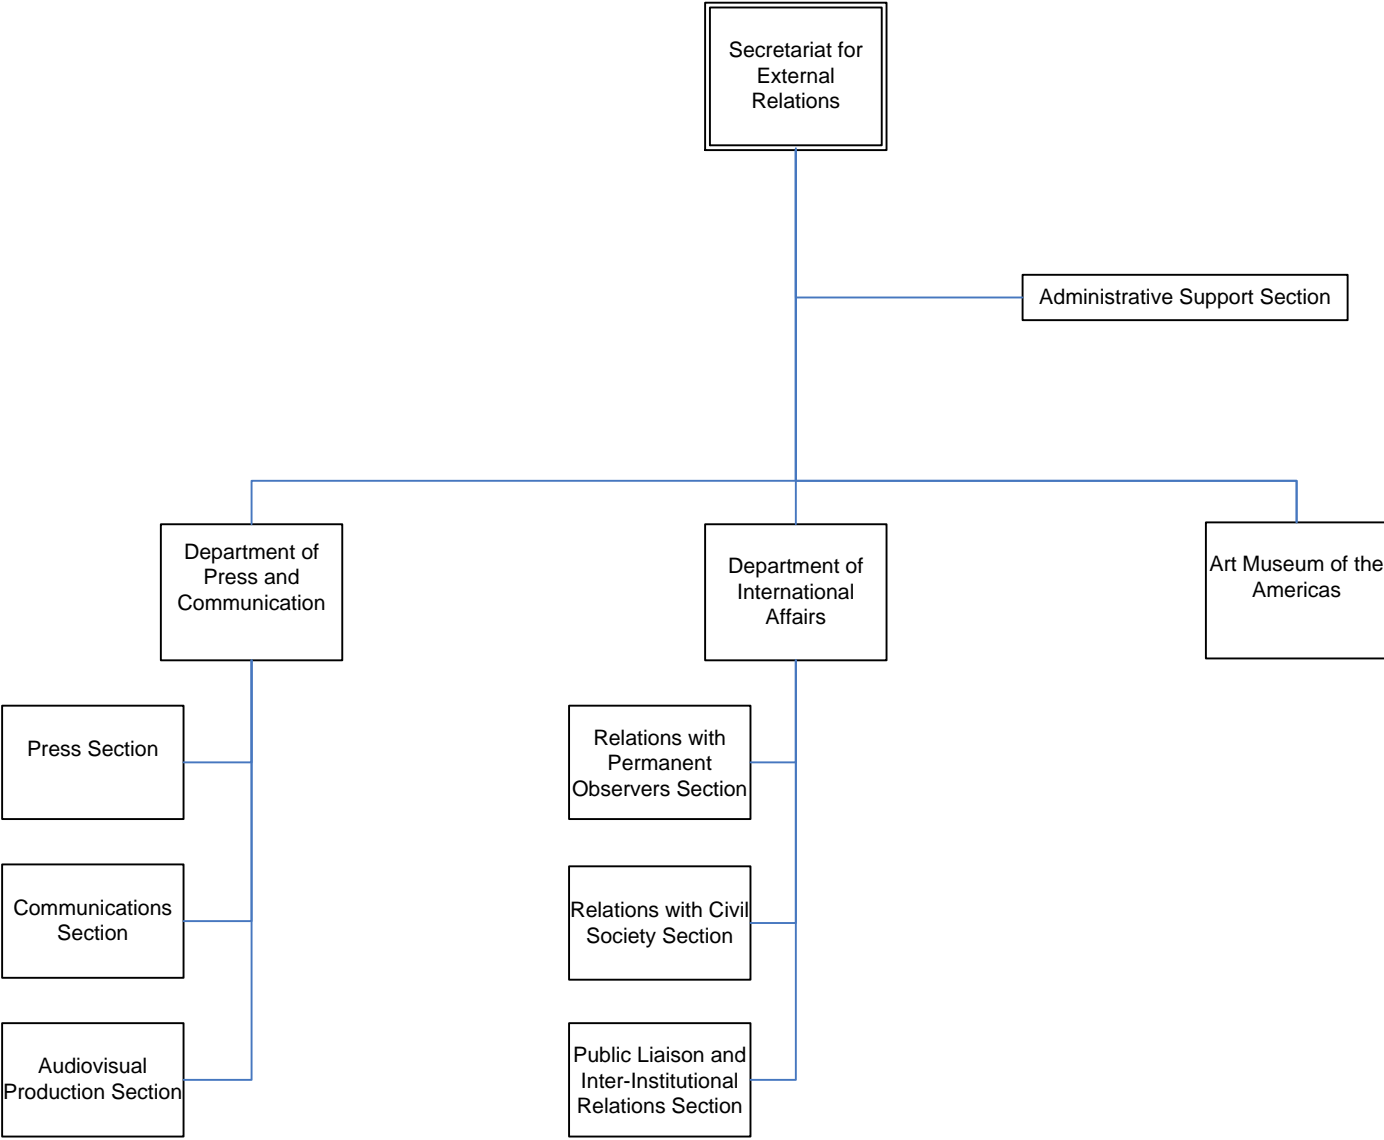 Secretariat for
External
Relations
Administrative Support Section
Department of
Press and
Communication
Department of
International
Affairs
Art Museum of the
Americas
Press Section
Relations with
Permanent
Observers Section
Communications
Section
Relations with Civil
Society Section
Audiovisual
Production Section
Public Liaison and
Inter-Institutional
Relations Section